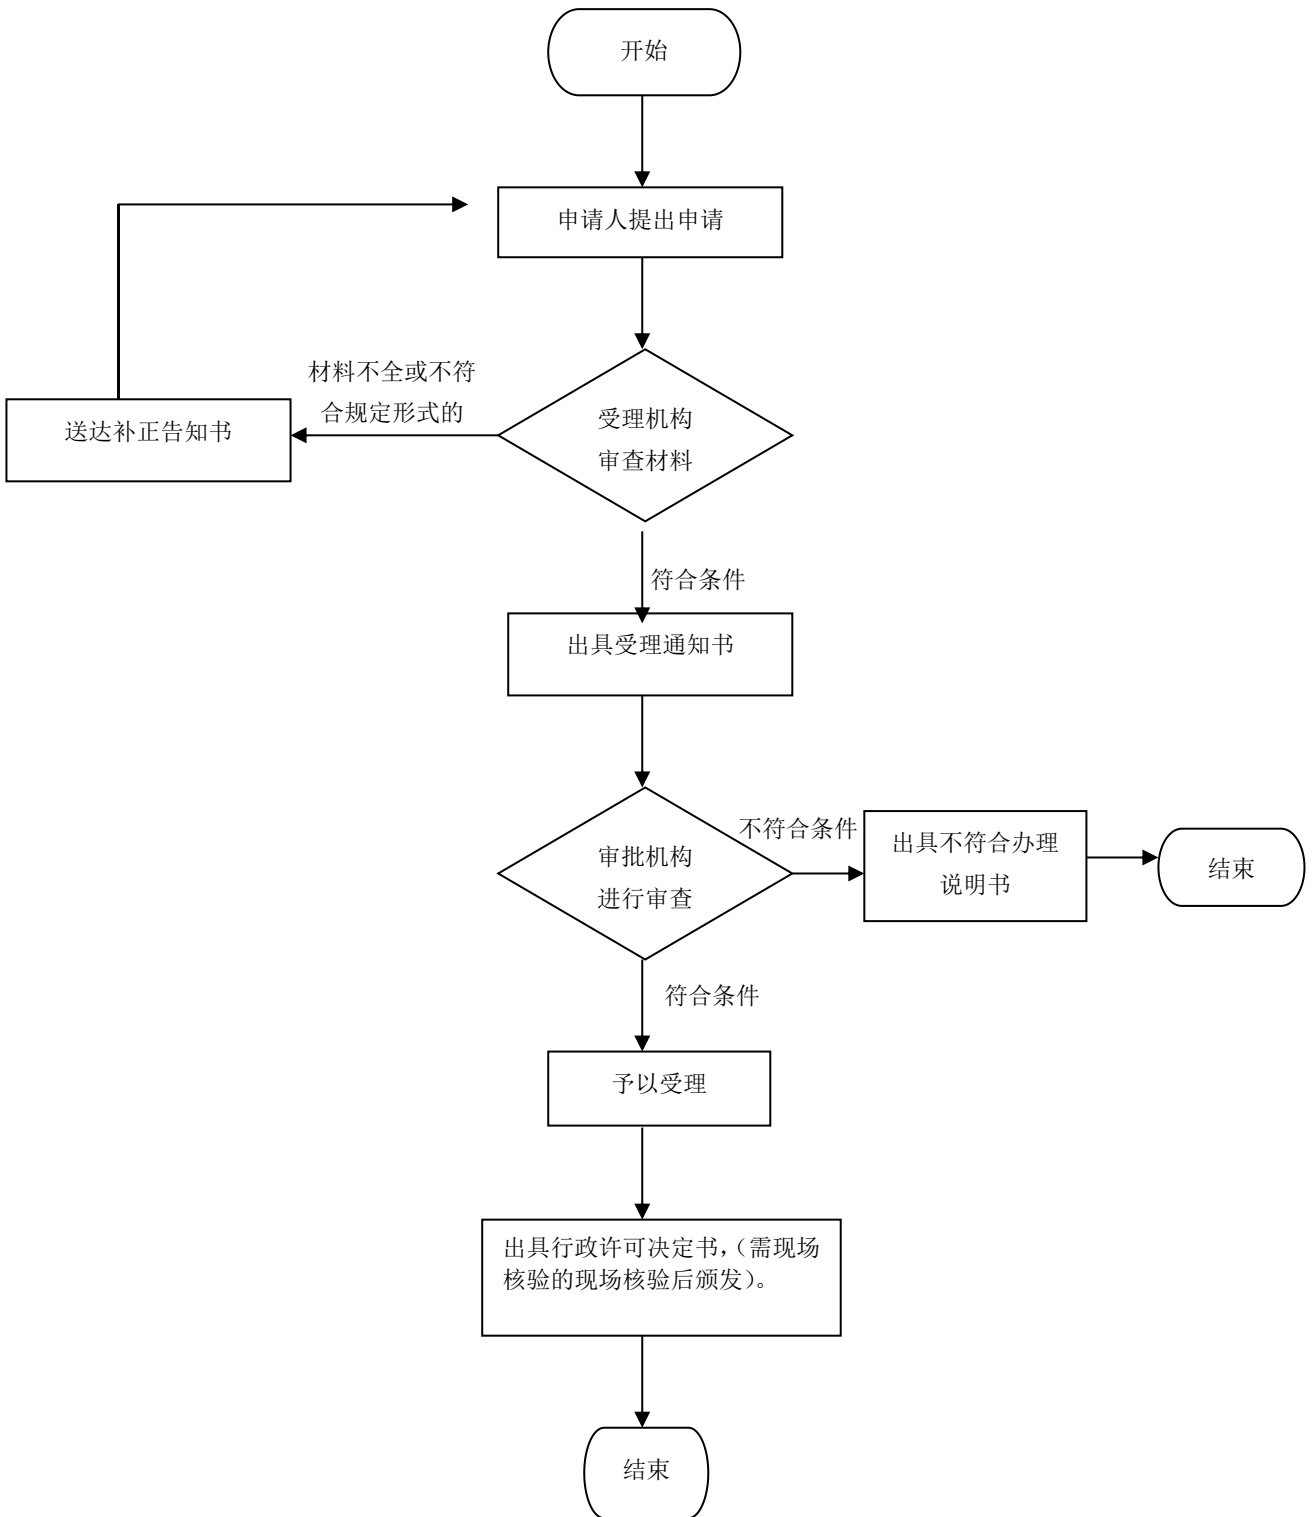 开始
申请人提出申请
材料不全或不符
合规定形式的
送达补正告知书
受理机构
审查材料
符合条件
出具受理通知书
审批机构
进行审查
不符合条件
出具不符合办理
说明书
结束
符合条件
予以受理
出具行政许可决定书，（需现场
核验的现场核验后颁发）。
结束